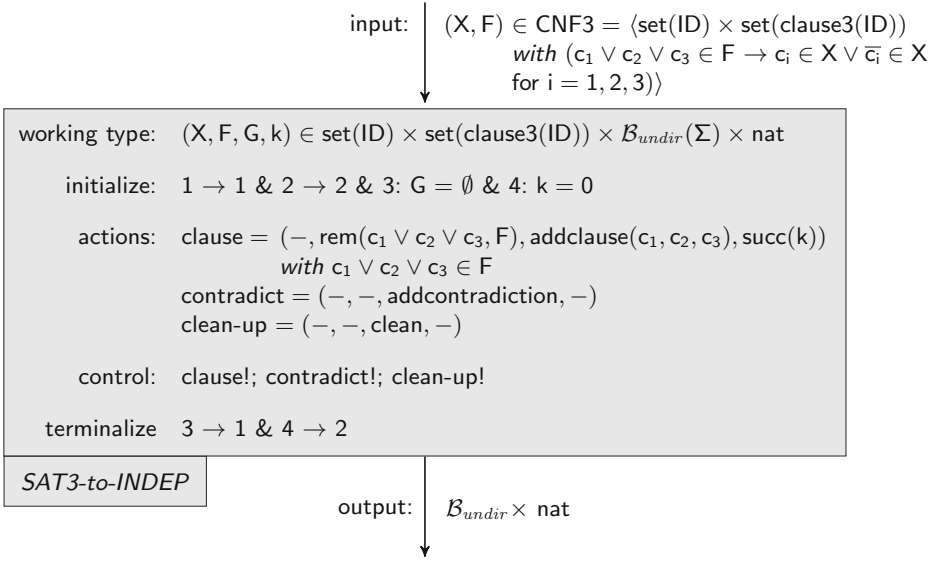 input: (X, F) ∈ CNF3 = ⟨set(ID) × set(clause3(ID))
with (c₁ ∨ c₂ ∨ c₃ ∈ F → cᵢ ∈ X ∨ c̅ᵢ ∈ X
for i = 1, 2, 3)⟩
working type: (X, F, G, k) ∈ set(ID) × set(clause3(ID)) × ℬ_undir(Σ) × nat
initialize: 1 → 1 & 2 → 2 & 3: G = ∅ & 4: k = 0
actions: clause = (−, rem(c₁ ∨ c₂ ∨ c₃, F), addclause(c₁, c₂, c₃), succ(k))
with c₁ ∨ c₂ ∨ c₃ ∈ F
contradict = (−, −, addcontradiction, −)
clean-up = (−, −, clean, −)
control: clause!; contradict!; clean-up!
terminalize 3 → 1 & 4 → 2
SAT3-to-INDEP
output: ℬ_undir × nat